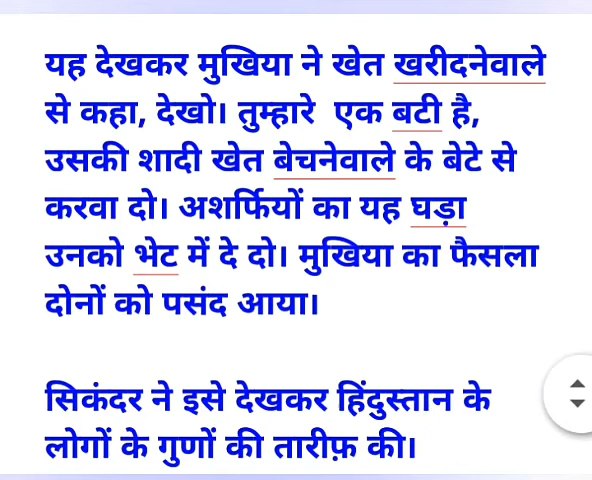 यह देखकर मुखिया ने खेत खरीदनेवाले
से कहा, देखो। तुम्हारे एक बटी है,
उसकी शादी खेत बेचनेवाले के बेटे से
करवा दो। अशर्फियों का यह घड़ा
उनको भेट में दे दो। मुखिया का फैसला
दोनों को पसंद आया।
सिकंदर ने इसे देखकर हिंदुस्तान के
लोगों के गुणों की तारीफ़ की।